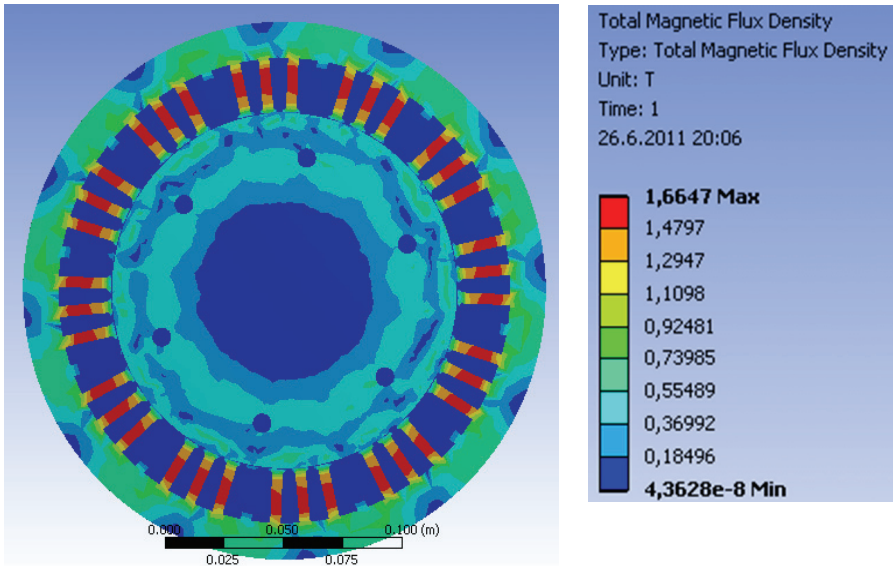 Total Magnetic Flux Density
Type: Total Magnetic Flux Density
Unit: T
Time: 1
26.6.2011 20:06
1,6647 Max
1,4797
1,2947
1,1098
0,92481
0,73985
0,55489
0,36992
0,18496
4,3628e-8 Min
0.000 0.050 0.100 (m)
0.025 0.075